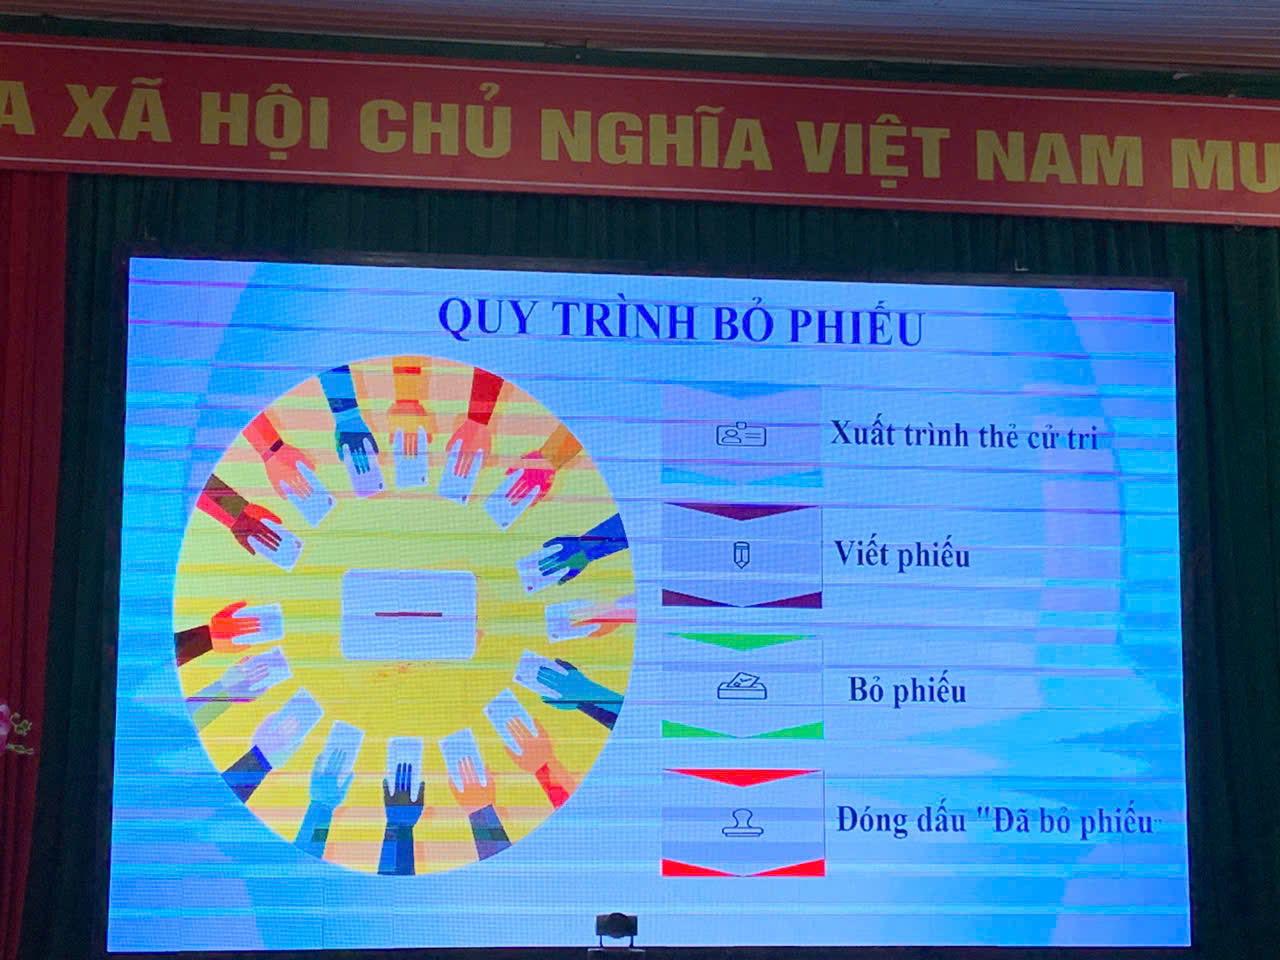 A XÃ HỘI CHỦ NGHĨA VIỆT NAM MU
QUY TRÌNH BỎ PHIẾU
Xuất trình thẻ cử tri
Viết phiếu
Bỏ phiếu
Đóng dấu "Đã bỏ phiếu"